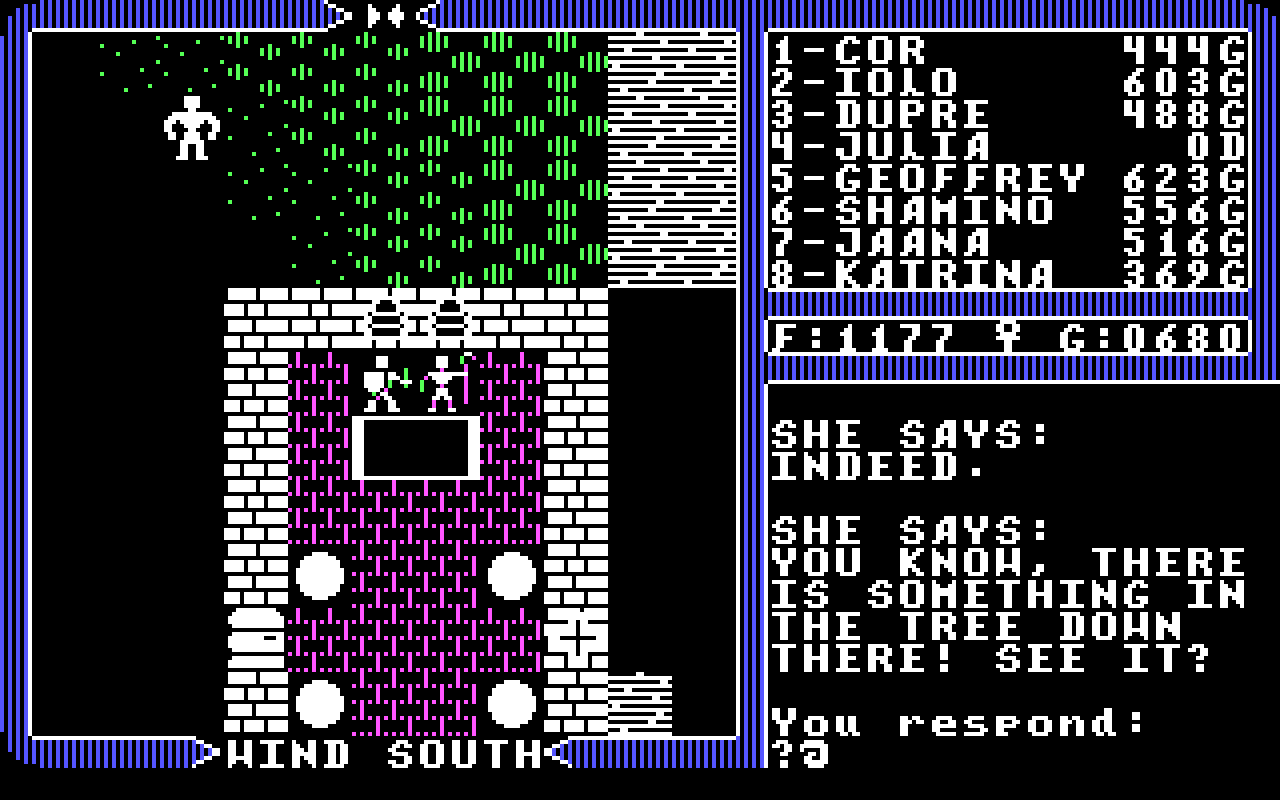 1-COR 444G
2-IOLO 603G
3-DUPRE 488G
4-JULIA 0D
5-GEOFFREY 623G
6-SHAMINO 556G
7-JAANA 516G
8-KATRINA 369G
F:1177 G:0680
SHE SAYS:
INDEED.
SHE SAYS:
YOU KNOW, THERE
IS SOMETHING IN
THE TREE DOWN
THERE! SEE IT?
You respond:
?
WIND SOUTH